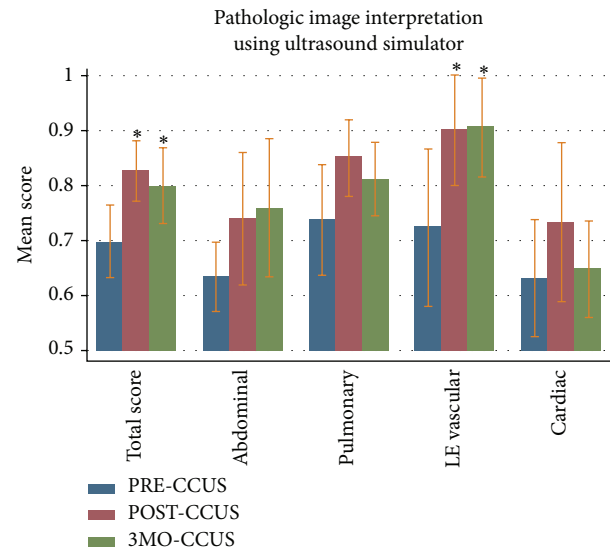 Pathologic image interpretation
using ultrasound simulator
Mean score
1
0.9
0.8
0.7
0.6
0.5
* *
* *
Total score
Abdominal
Pulmonary
LE vascular
Cardiac
PRE-CCUS
POST-CCUS
3MO-CCUS